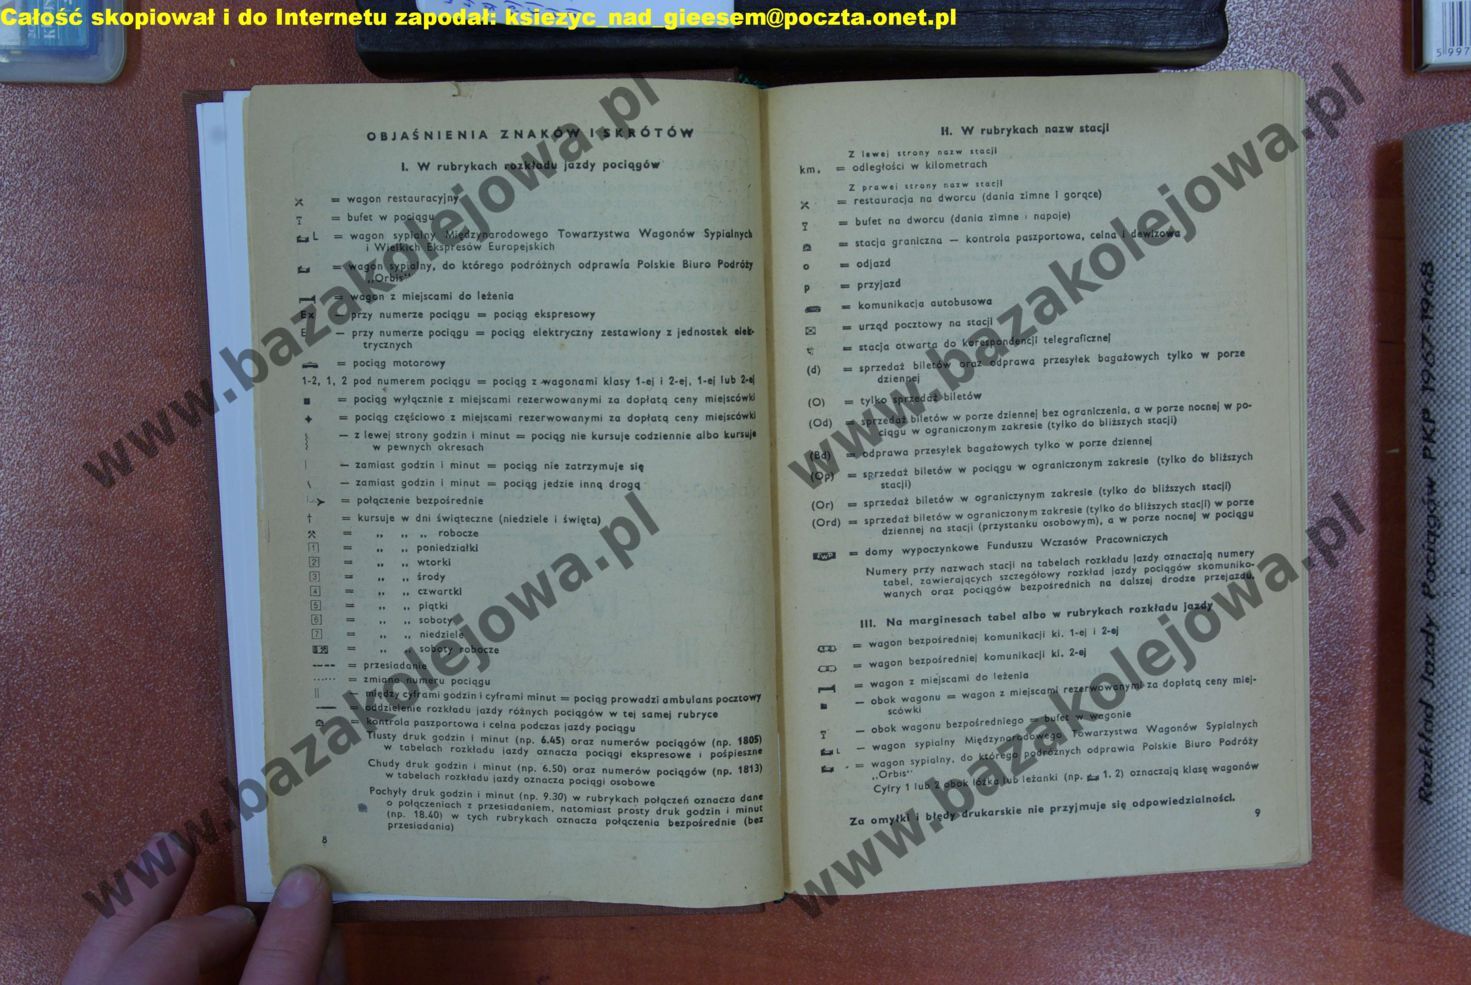 Całość skopiował i do Internetu zapodał: ksiezyc_nad_gieesem@poczta.onet.pl
OBJAŚNIENIA ZNAKÓW I SKRÓTÓW
I. W rubrykach rozkładu jazdy pociągów
= wagon restauracyjny
= bufet w pociągu
L = wagon sypialny Międzynarodowego Towarzystwa Wagonów Sypialnych
i Wielkich Ekspresów Europejskich
= wagon sypialny, do którego podróżnych odprawia Polskie Biuro Podróży
„Orbis"
= wagon z miejscami do leżenia
Ex — przy numerze pociągu = pociąg ekspresowy
E — przy numerze pociągu = pociąg elektryczny zestawiony z jednostek elek-
trycznych
= pociąg motorowy
1-2, 1, 2 pod numerem pociągu = pociąg z wagonami klasy 1-ej i 2-ej, 1-ej lub 2-ej
■ = pociąg wyłącznie z miejscami rezerwowanymi za dopłatą ceny miejscówki
✦ = pociąg częściowo z miejscami rezerwowanymi za dopłatą ceny miejscówki
— z lewej strony godzin i minut = pociąg nie kursuje codziennie albo kursuje
w pewnych okresach
| — zamiast godzin i minut = pociąg nie zatrzymuje się
\ — zamiast godzin i minut = pociąg jedzie inną drogą
= połączenie bezpośrednie
† = kursuje w dni świąteczne (niedziele i święta)
⚒ = „ „ „ robocze
1 = „ „ poniedziałki
2 = „ „ wtorki
3 = „ „ środy
4 = „ „ czwartki
5 = „ „ piątki
6 = „ „ soboty
7 = „ „ niedziele
= „ „ soboty robocze
---- = przesiadanie
...... = zmiana numeru pociągu
|| — między cyframi godzin i cyframi minut = pociąg prowadzi ambulans pocztowy
— = oddzielenie rozkładu jazdy różnych pociągów w tej samej rubryce
= kontrola paszportowa i celna podczas jazdy pociągu
Tłusty druk godzin i minut (np. 6.45) oraz numerów pociągów (np. 1805)
w tabelach rozkładu jazdy oznacza pociągi ekspresowe i pośpieszne
Chudy druk godzin i minut (np. 6.50) oraz numerów pociągów (np. 1813)
w tabelach rozkładu jazdy oznacza pociągi osobowe
Pochyły druk godzin i minut (np. 9.30) w rubrykach połączeń oznacza dane
o połączeniach z przesiadaniem, natomiast prosty druk godzin i minut
(np. 18.40) w tych rubrykach oznacza połączenia bezpośrednie (bez
przesiadania)
8
II. W rubrykach nazw stacji
Z lewej strony nazw stacji
km. = odległości w kilometrach
Z prawej strony nazw stacji
= restauracja na dworcu (dania zimne i gorące)
= bufet na dworcu (dania zimne i napoje)
= stacja graniczna — kontrola paszportowa, celna i dewizowa
o = odjazd
p = przyjazd
= komunikacja autobusowa
= urząd pocztowy na stacji
= stacja otwarta do korespondencji telegraficznej
(d) = sprzedaż biletów oraz odprawa przesyłek bagażowych tylko w porze
dziennej
(O) = tylko sprzedaż biletów
(Od) = sprzedaż biletów w porze dziennej bez ograniczenia, a w porze nocnej w po-
ciągu w ograniczonym zakresie (tylko do bliższych stacji)
(Bd) = odprawa przesyłek bagażowych tylko w porze dziennej
(Op) = sprzedaż biletów w pociągu w ograniczonym zakresie (tylko do bliższych
stacji)
(Or) = sprzedaż biletów w ograniczynym zakresie (tylko do bliższych stacji)
(Ord) = sprzedaż biletów w ograniczonym zakresie (tylko do bliższych stacji) w porze
dziennej na stacji (przystanku osobowym), a w porze nocnej w pociągu
FWP = domy wypoczynkowe Funduszu Wczasów Pracowniczych
Numery przy nazwach stacji na tabelach rozkładu jazdy oznaczają numery
tabel, zawierających szczegółowy rozkład jazdy pociągów skomuniko-
wanych oraz pociągów bezpośrednich na dalszej drodze przejazdu.
III. Na marginesach tabel albo w rubrykach rozkładu jazdy
= wagon bezpośredniej komunikacji kl. 1-ej i 2-ej
= wagon bezpośredniej komunikacji kl. 2-ej
= wagon z miejscami do leżenia
■ — obok wagonu = wagon z miejscami rezerwowanymi za dopłatą ceny miej-
scówki
— obok wagonu bezpośredniego = bufet w wagonie
L — wagon sypialny Międzynarodowego Towarzystwa Wagonów Sypialnych
= wagon sypialny, do którego podróżnych odprawia Polskie Biuro Podróży
„Orbis"
Cyfry 1 lub 2 obok łóżka lub leżanki (np. 1, 2) oznaczają klasę wagonów
Za omyłki i błędy drukarskie nie przyjmuje się odpowiedzialności.
9
Rozkład Jazdy Pociągów PKP 1967/1968
5 997
www.bazakolejowa.pl
www.bazakolejowa.pl
www.bazakolejowa.pl
www.bazakolejowa.pl